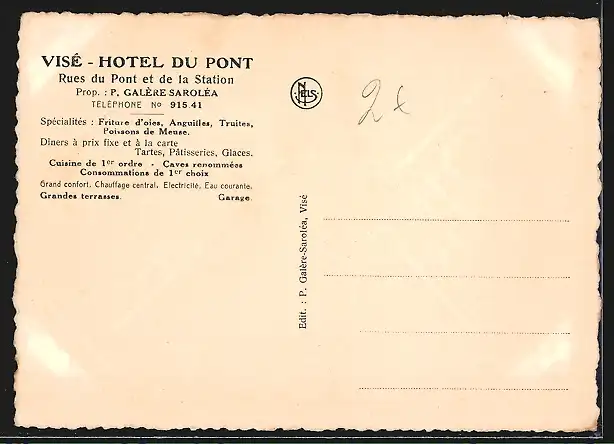 VISÉ - HOTEL DU PONT
Rues du Pont et de la Station
Prop. : P. GALÈRE SAROLÉA
TÉLÉPHONE No 915.41
Spécialités : Friture d'oies, Anguilles, Truites,
Poissons de Meuse.
Diners à prix fixe et à la carte
Tartes, Pâtisseries, Glaces.
Cuisine de 1er ordre - Caves renommées
Consommations de 1er choix
Grand confort. Chauffage central. Electricité. Eau courante.
Grandes terrasses. Garage.
NELS
Edit. : P. Galère-Saroléa, Visé